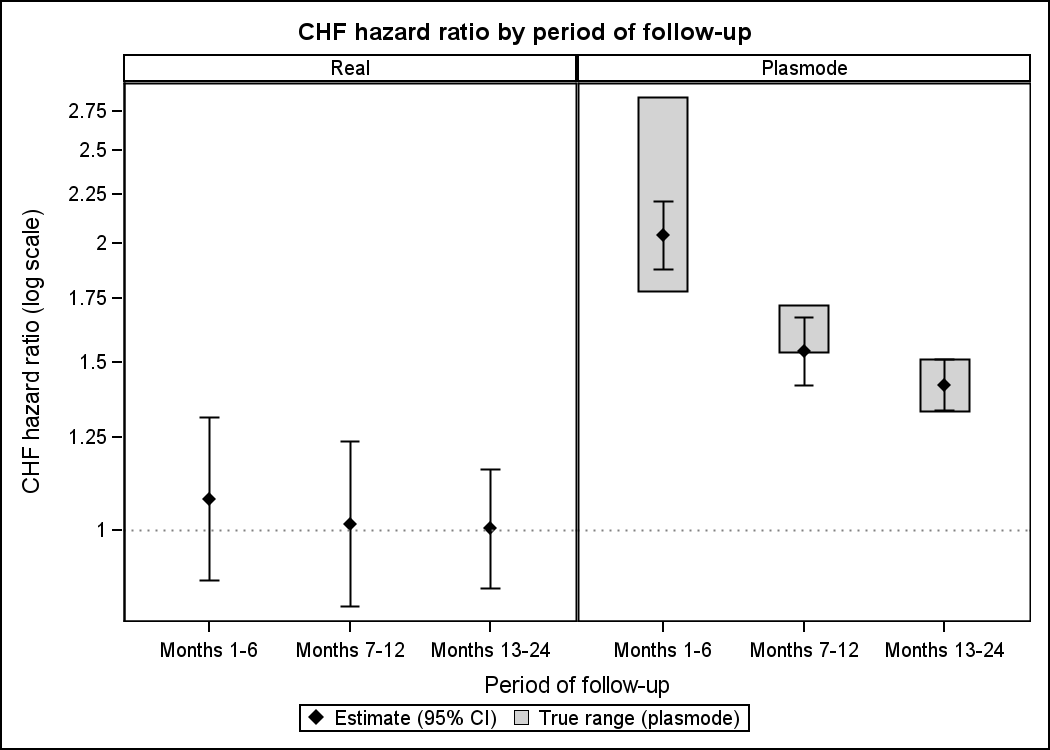 CHF hazard ratio by period of follow-up
Real
Plasmode
CHF hazard ratio (log scale)
2.75
2.5
2.25
2
1.75
1.5
1.25
1
Months 1-6 Months 7-12 Months 13-24
Months 1-6 Months 7-12 Months 13-24
Period of follow-up
Estimate (95% CI) True range (plasmode)